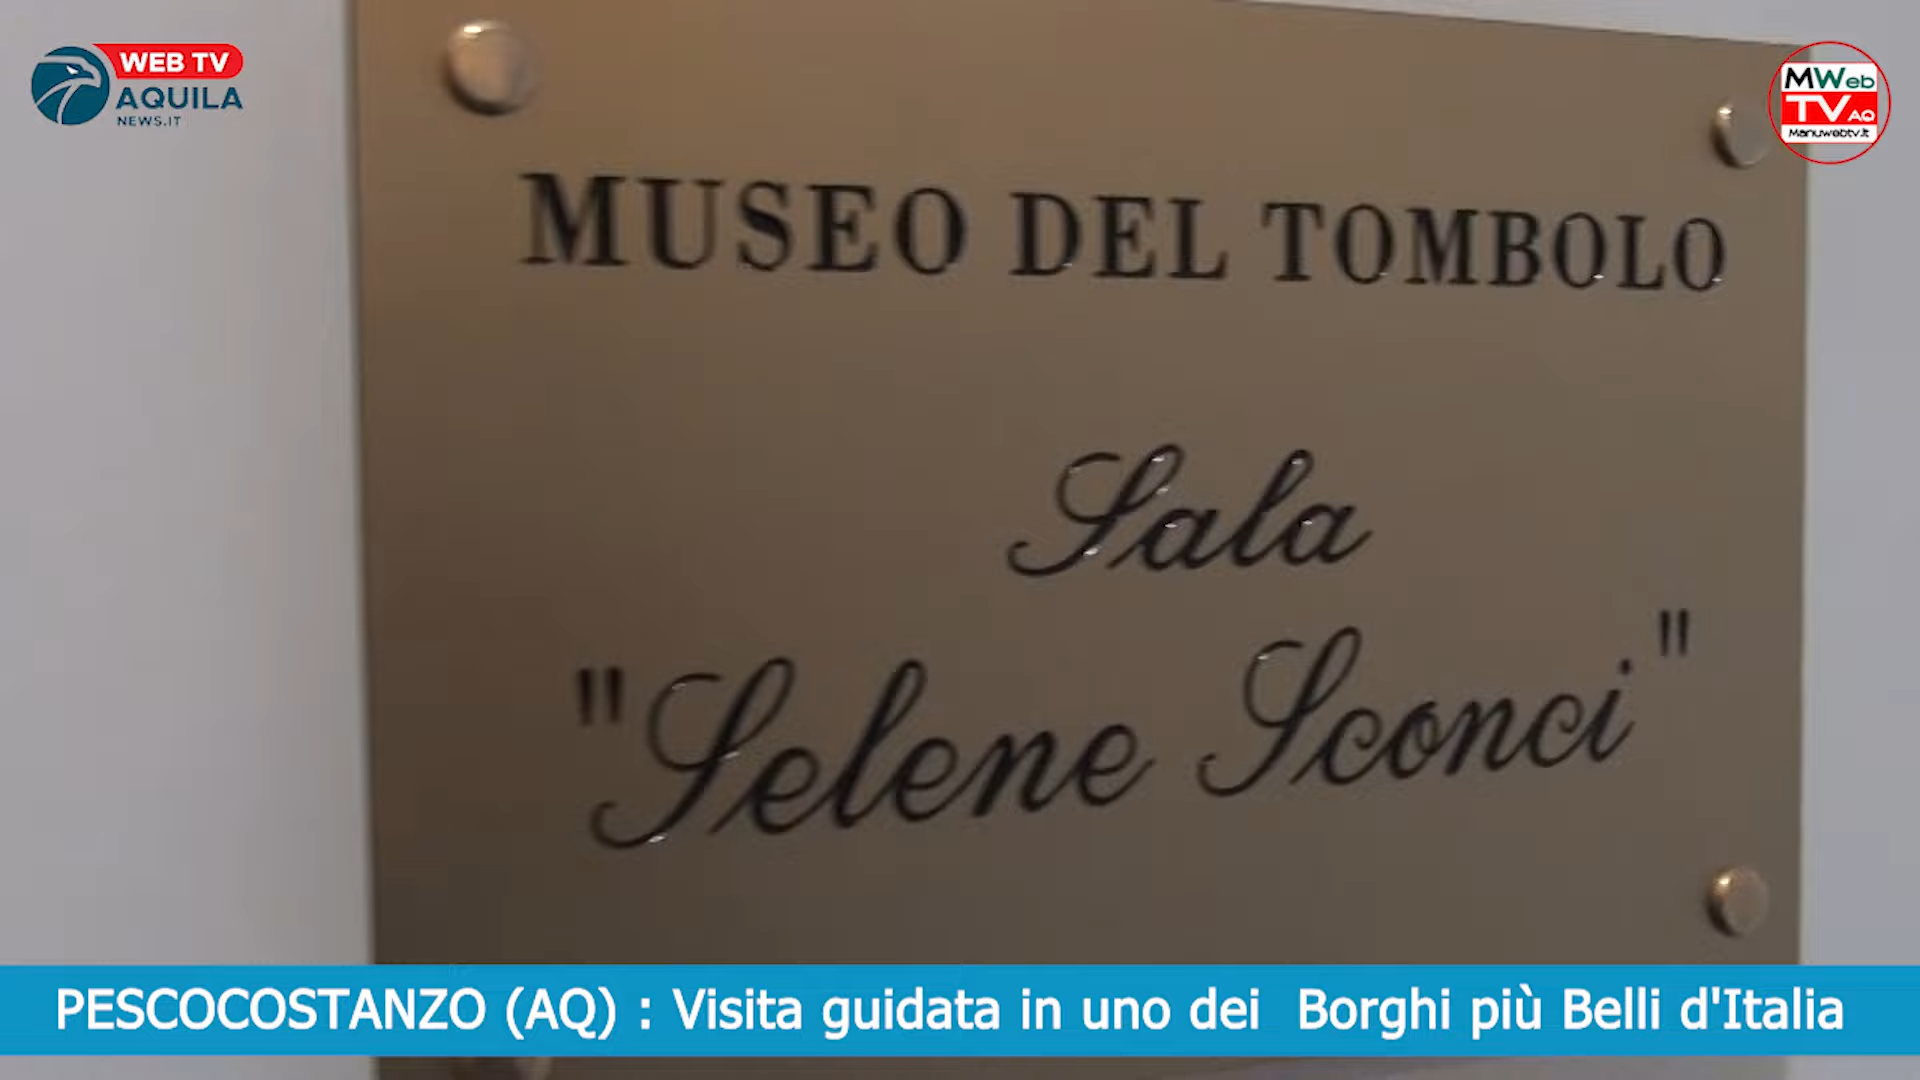 WEB TV
AQUILA
NEWS.IT
MWeb
TV AQ
Manuwebtv.it
MUSEO DEL TOMBOLO
Sala
"Selene Sconci"
PESCOCOSTANZO (AQ) : Visita guidata in uno dei Borghi più Belli d'Italia